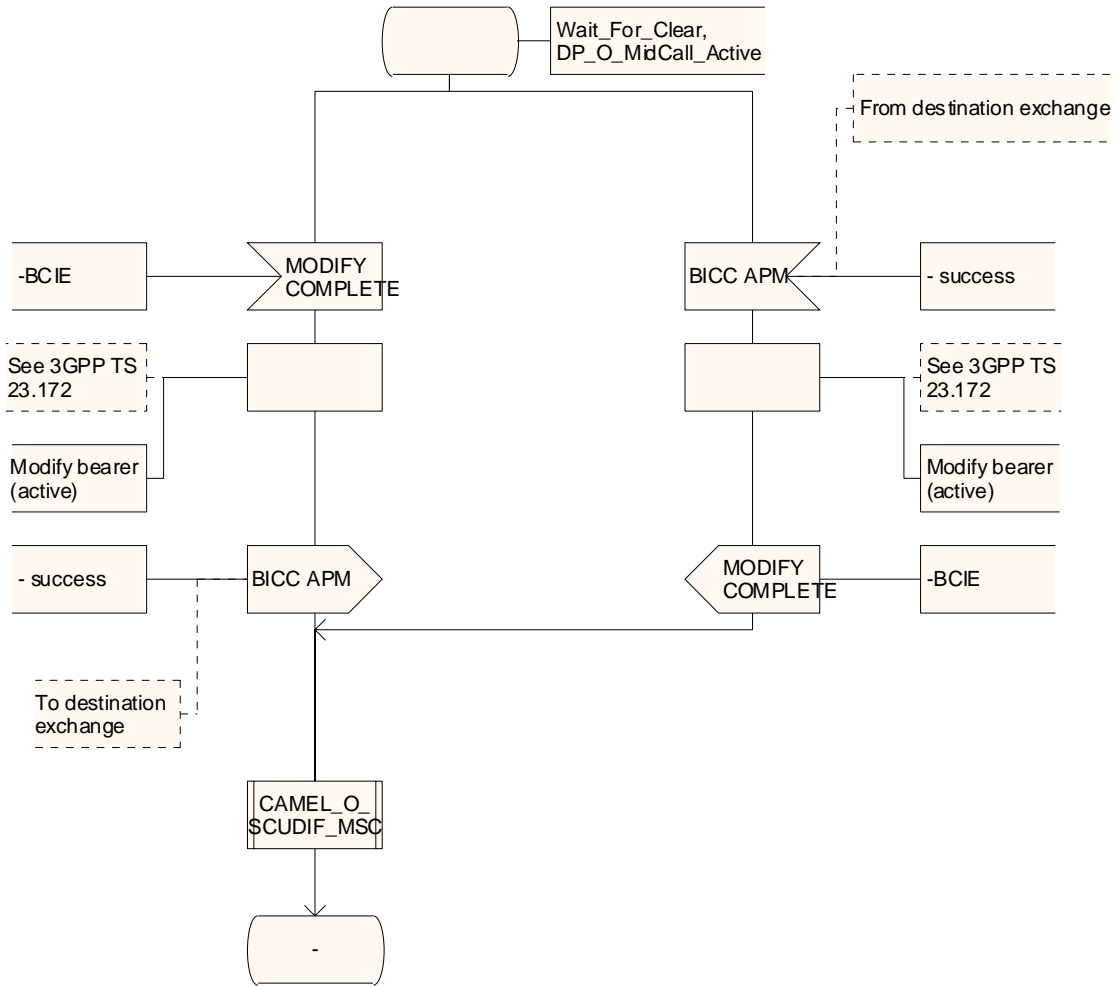 Wait_For_Clear,
DP_O_MidCall_Active
From destination exchange
-BCIE
MODIFY
COMPLETE
BICC APM
- success
See 3GPP TS
23.172
See 3GPP TS
23.172
Modify bearer
(active)
Modify bearer
(active)
- success
BICC APM
MODIFY
COMPLETE
-BCIE
To destination
exchange
CAMEL_O_
SCUDIF_MSC
-